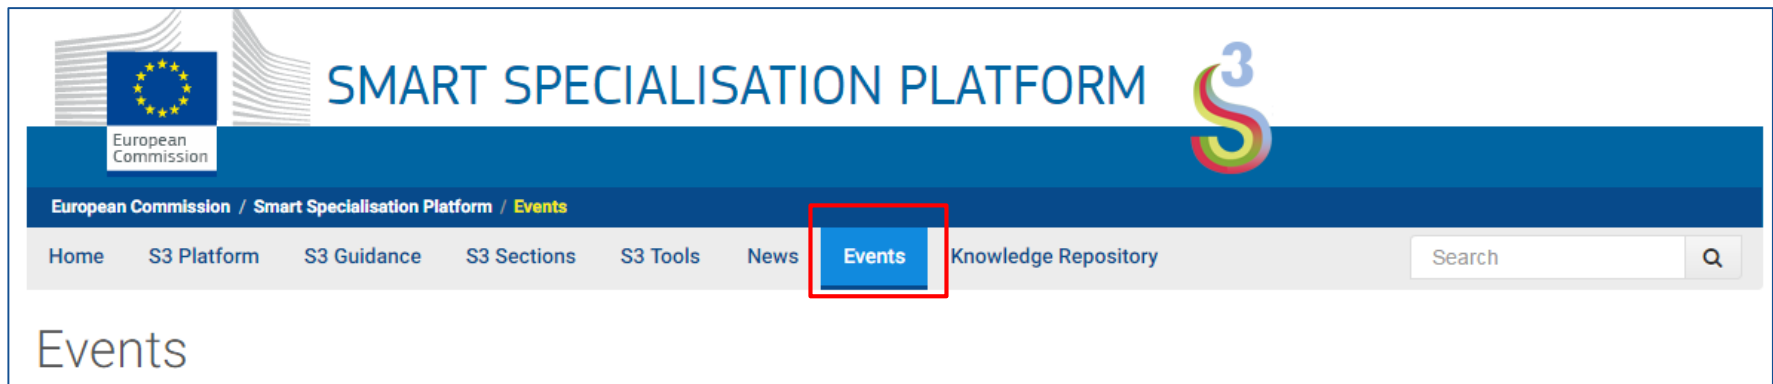 SMART SPECIALISATION PLATFORM
S3
European
Commission
European Commission / Smart Specialisation Platform / Events
Home S3 Platform S3 Guidance S3 Sections S3 Tools News Events Knowledge Repository Search
Events